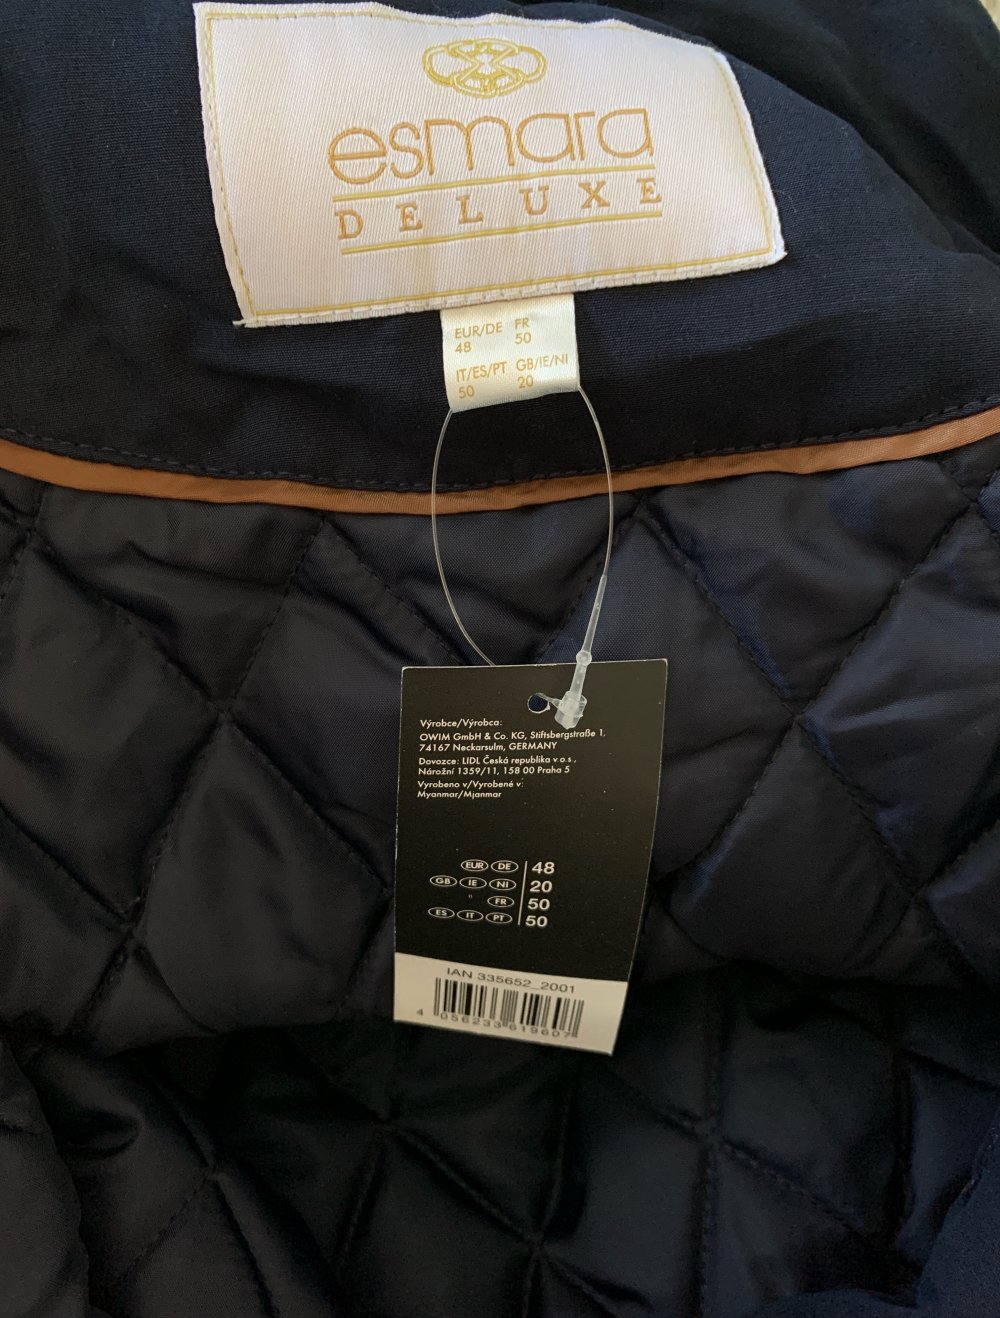 esmara
DELUXE
EUR/DE FR
48 50
IT/ES/PT GB/IE/NI
50 20
Výrobce/Výrobca:
OWIM GmbH & Co. KG, Stiftsbergstraße 1,
74167 Neckarsulm, GERMANY
Dovozce: LIDL Česká republika v.o.s.,
Nárožní 1359/11, 158 00 Praha 5
Vyrobeno v/Vyrobené v:
Myanmar/Mjanmar
EUR DE 48
GB IE NI 20
FR 50
ES IT PT 50
IAN 335652_2001
4 056233 619607